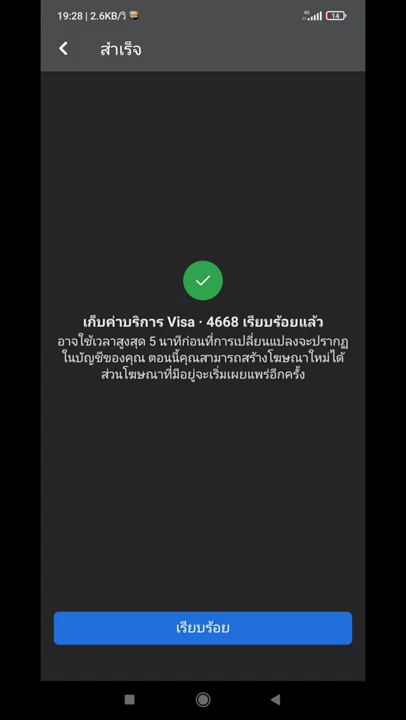 19:28 | 2.6KB/วิ
4G
14
สำเร็จ
เก็บค่าบริการ Visa · 4668 เรียบร้อยแล้ว
อาจใช้เวลาสูงสุด 5 นาทีก่อนที่การเปลี่ยนแปลงจะปรากฏ
ในบัญชีของคุณ ตอนนี้คุณสามารถสร้างโฆษณาใหม่ได้
ส่วนโฆษณาที่มีอยู่จะเริ่มเผยแพร่อีกครั้ง
เรียบร้อย